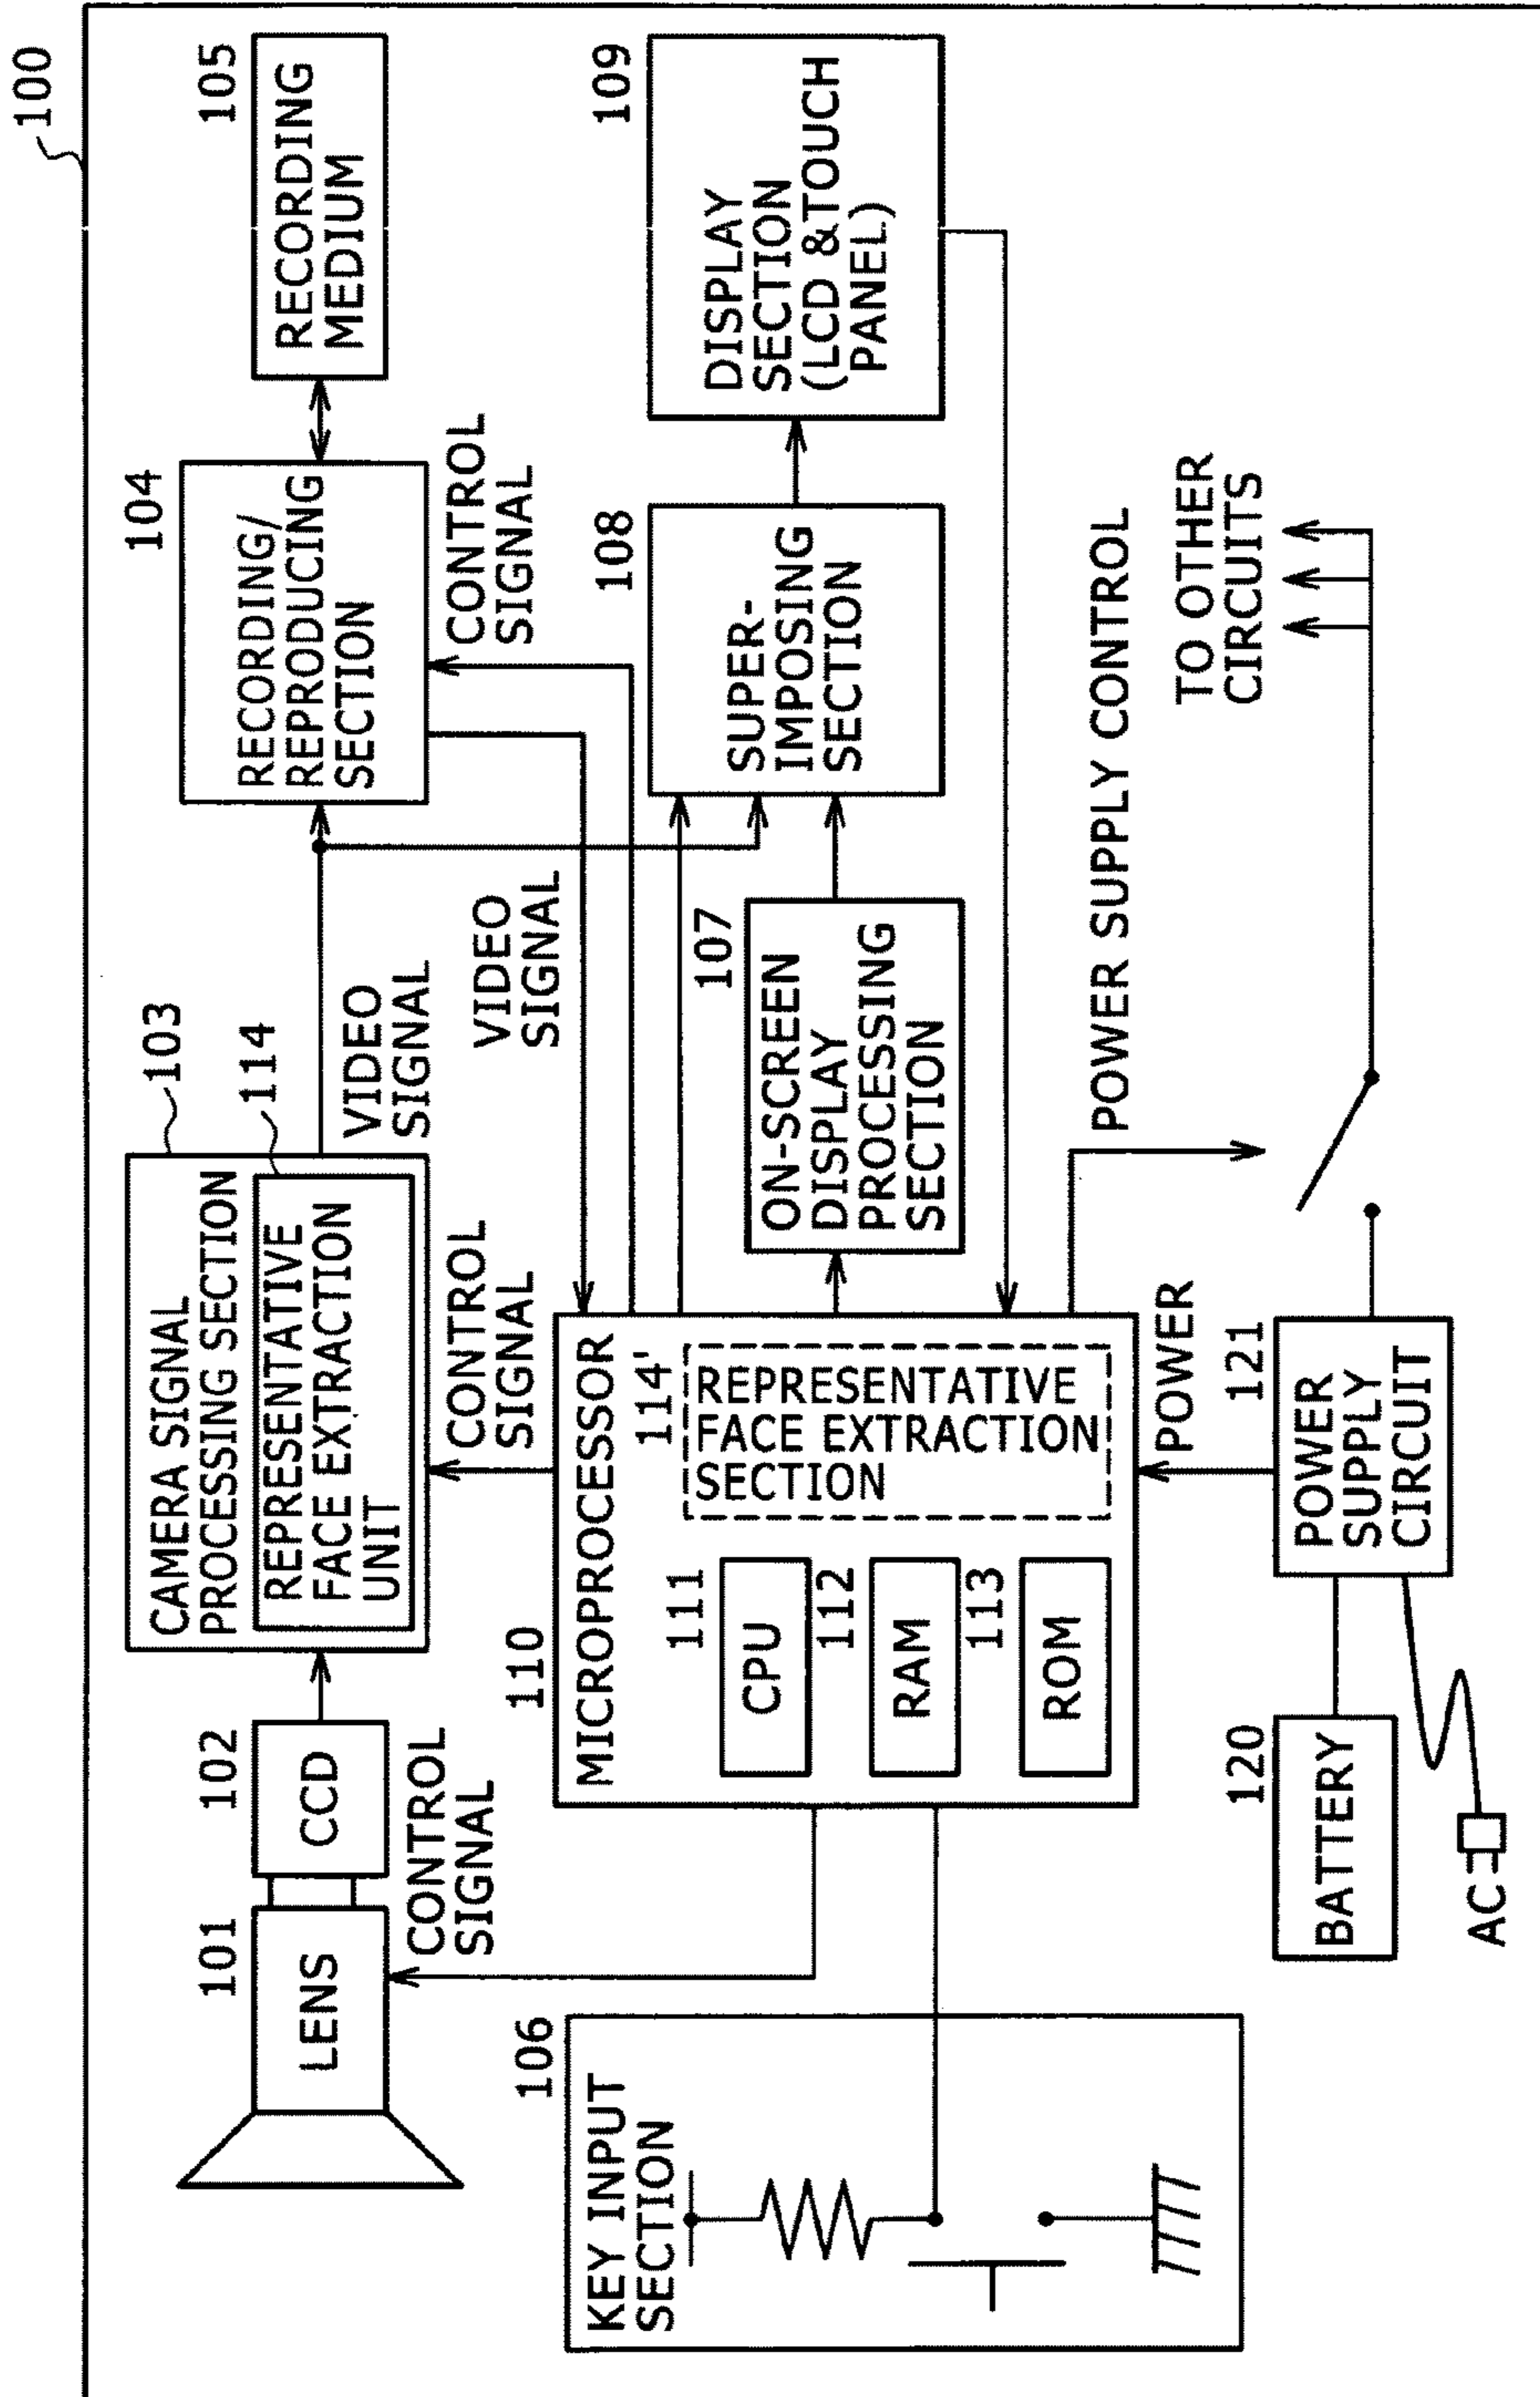 100
101
LENS
102
CCD
CONTROL
SIGNAL
103
CAMERA SIGNAL
PROCESSING SECTION
114
REPRESENTATIVE
FACE EXTRACTION
UNIT
VIDEO
SIGNAL
104
RECORDING/
REPRODUCING
SECTION
105
RECORDING
MEDIUM
CONTROL
SIGNAL
CONTROL
SIGNAL
VIDEO
SIGNAL
106
KEY INPUT
SECTION
110
MICROPROCESSOR
111
CPU
112
RAM
113
ROM
114'
REPRESENTATIVE
FACE EXTRACTION
SECTION
107
ON-SCREEN
DISPLAY
PROCESSING
SECTION
108
SUPER-
IMPOSING
SECTION
109
DISPLAY
SECTION
(LCD &TOUCH
PANEL)
POWER SUPPLY CONTROL
TO OTHER
CIRCUITS
POWER
120
BATTERY
121
POWER
SUPPLY
CIRCUIT
AC